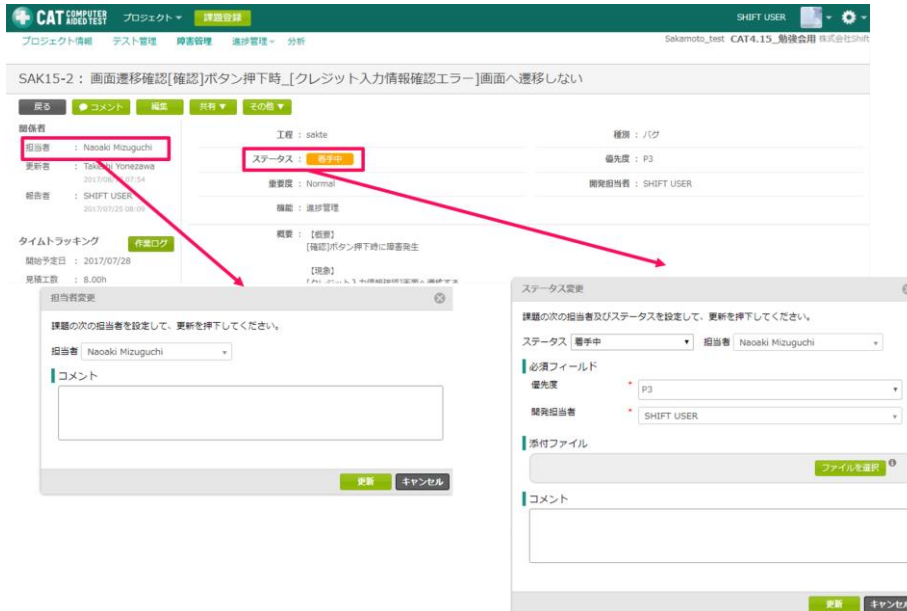 CAT COMPUTER AIDED TEST プロジェクト 課題登録 SHIFT USER
プロジェクト情報 テスト管理 障害管理 進捗管理 分析 Sakamoto_test CAT4.15_勉強会用 株式会社Shift
SAK15-2： 画面遷移確認[確認]ボタン押下時_[クレジット入力情報確認エラー]画面へ遷移しない
戻る コメント 編集 共有▼ その他▼
関係者
担当者 : Naoaki Mizuguchi
更新者 : Takeshi Yonezawa
報告者 : SHIFT USER
2017/07/25 08:09
タイムトラッキング 作業ログ
開始予定日 : 2017/07/28
見積工数 : 8.00h
工程 : sakte 種別 : バグ
ステータス : 着手中 優先度 : P3
重要度 : Normal 開発担当者 : SHIFT USER
機能 : 進捗管理
概要 : 【概要】
[確認]ボタン押下時に障害発生
【現象】
担当者変更
課題の次の担当者を設定して、更新を押下してください。
担当者 Naoaki Mizuguchi
コメント
更新 キャンセル
ステータス変更
課題の次の担当者及びステータスを設定して、更新を押下してください。
ステータス 着手中 担当者 Naoaki Mizuguchi
必須フィールド
優先度 * P3
開発担当者 * SHIFT USER
添付ファイル
ファイルを選択
コメント
更新 キャンセル